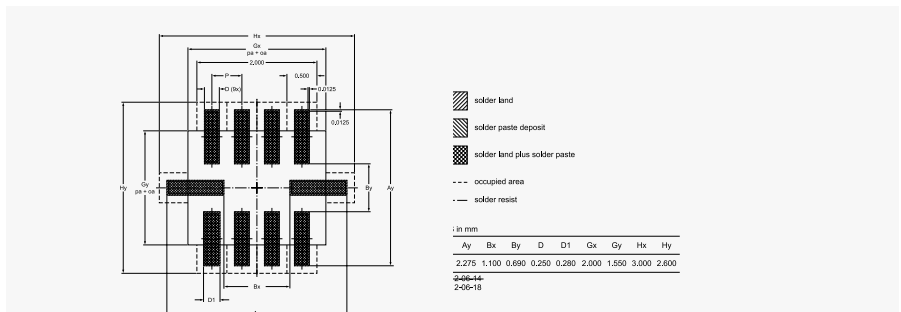 Hx
Gx
pa + oa
2.000
P
0.500
D (9x)
0.0125
0.0125
Hy
Gy
pa + oa
By
Ay
Bx
D1
solder land
solder paste deposit
solder land plus solder paste
occupied area
solder resist
in mm
Ay Bx By D D1 Gx Gy Hx Hy
2.275 1.100 0.690 0.250 0.280 2.000 1.550 3.000 2.600
2-06-14
2-06-18